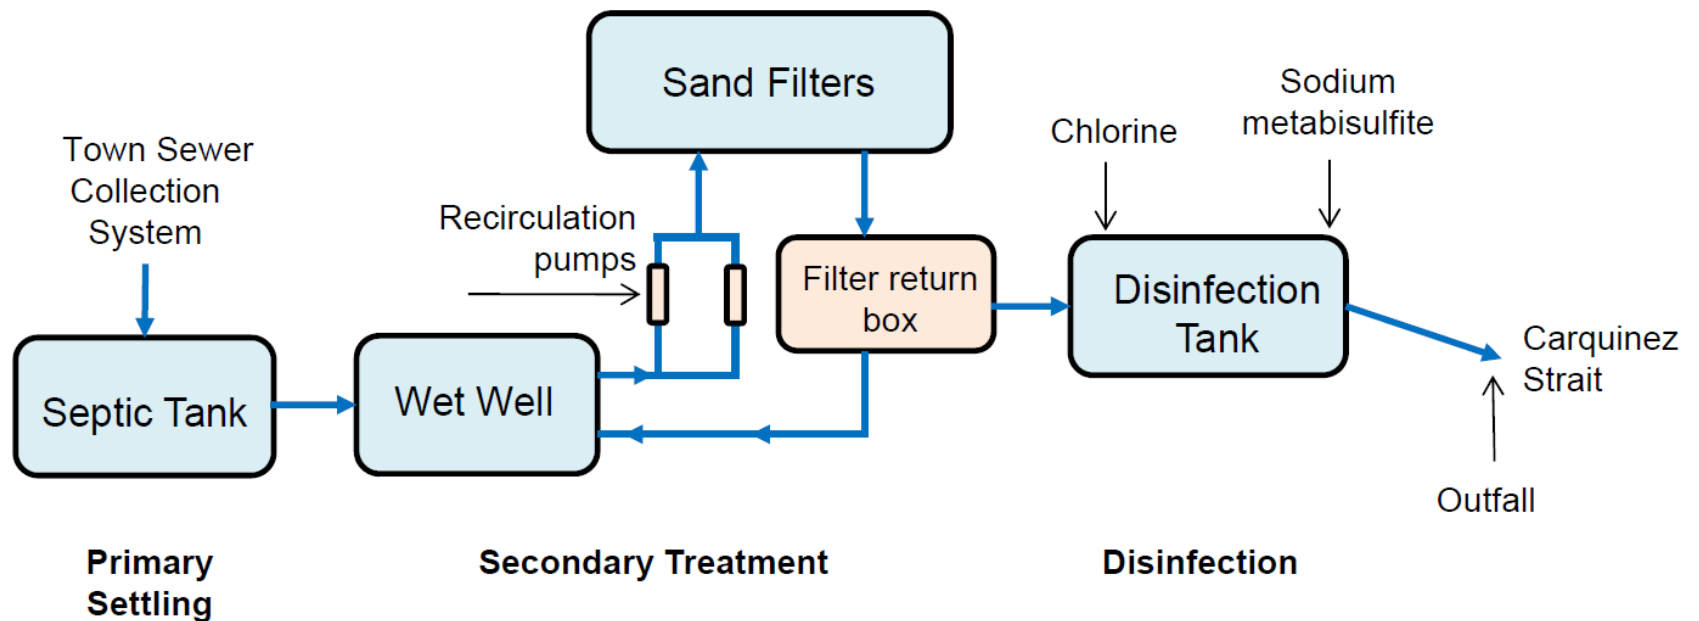 Town Sewer
Collection
System
Septic Tank
Wet Well
Recirculation
pumps
Sand Filters
Filter return
box
Chlorine
Sodium
metabisulfite
Disinfection
Tank
Carquinez
Strait
Outfall
Primary
Settling
Secondary Treatment
Disinfection